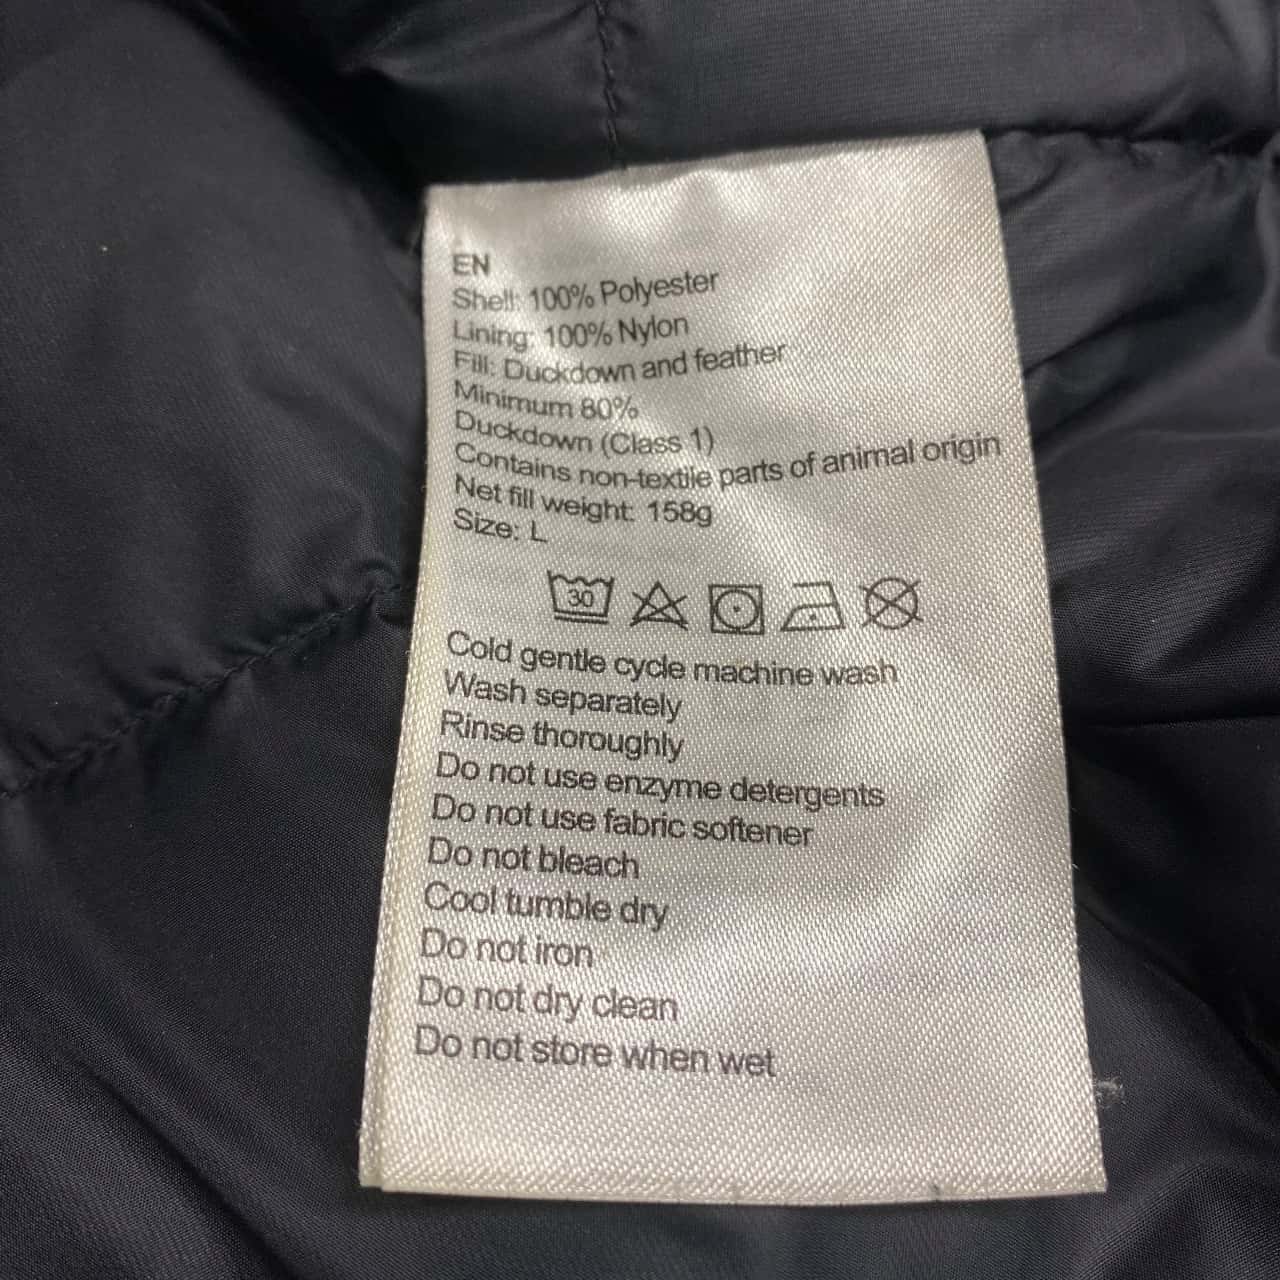 EN
Shell: 100% Polyester
Lining: 100% Nylon
Fill: Duckdown and feather
Minimum 80%
Duckdown (Class 1)
Contains non-textile parts of animal origin
Net fill weight: 158g
Size: L
30
Cold gentle cycle machine wash
Wash separately
Rinse thoroughly
Do not use enzyme detergents
Do not use fabric softener
Do not bleach
Cool tumble dry
Do not iron
Do not dry clean
Do not store when wet